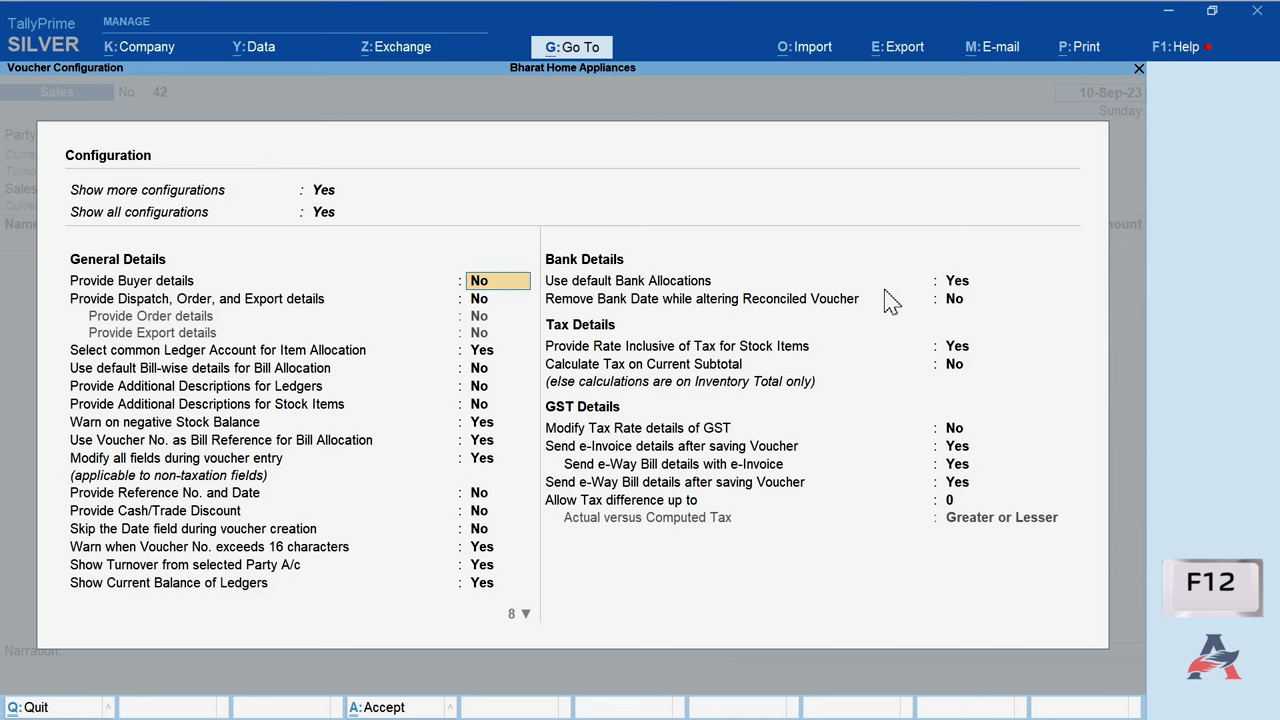 TallyPrime
MANAGE
SILVER
K:Company
Y:Data
Z:Exchange
G:Go To
O:Import
E:Export
M:E-mail
P:Print
F1:Help
Voucher Configuration
Bharat Home Appliances
Sales
No. 42
10-Sep-23
Sunday
Party
Configuration
Show more configurations : Yes
Show all configurations : Yes
Sales
General Details
Provide Buyer details : No
Provide Dispatch, Order, and Export details : No
Provide Order details : No
Provide Export details : No
Select common Ledger Account for Item Allocation : Yes
Use default Bill-wise details for Bill Allocation : No
Provide Additional Descriptions for Ledgers : No
Provide Additional Descriptions for Stock Items : No
Warn on negative Stock Balance : Yes
Use Voucher No. as Bill Reference for Bill Allocation : Yes
Modify all fields during voucher entry : Yes
(applicable to non-taxation fields)
Provide Reference No. and Date : No
Provide Cash/Trade Discount : No
Skip the Date field during voucher creation : No
Warn when Voucher No. exceeds 16 characters : Yes
Show Turnover from selected Party A/c : Yes
Show Current Balance of Ledgers : Yes
8 ▼
Bank Details
Use default Bank Allocations : Yes
Remove Bank Date while altering Reconciled Voucher : No
Tax Details
Provide Rate Inclusive of Tax for Stock Items : Yes
Calculate Tax on Current Subtotal : No
(else calculations are on Inventory Total only)
GST Details
Modify Tax Rate details of GST : No
Send e-Invoice details after saving Voucher : Yes
Send e-Way Bill details with e-Invoice : Yes
Send e-Way Bill details after saving Voucher : Yes
Allow Tax difference up to : 0
Actual versus Computed Tax : Greater or Lesser
F12
Narration:
Q:Quit
A:Accept